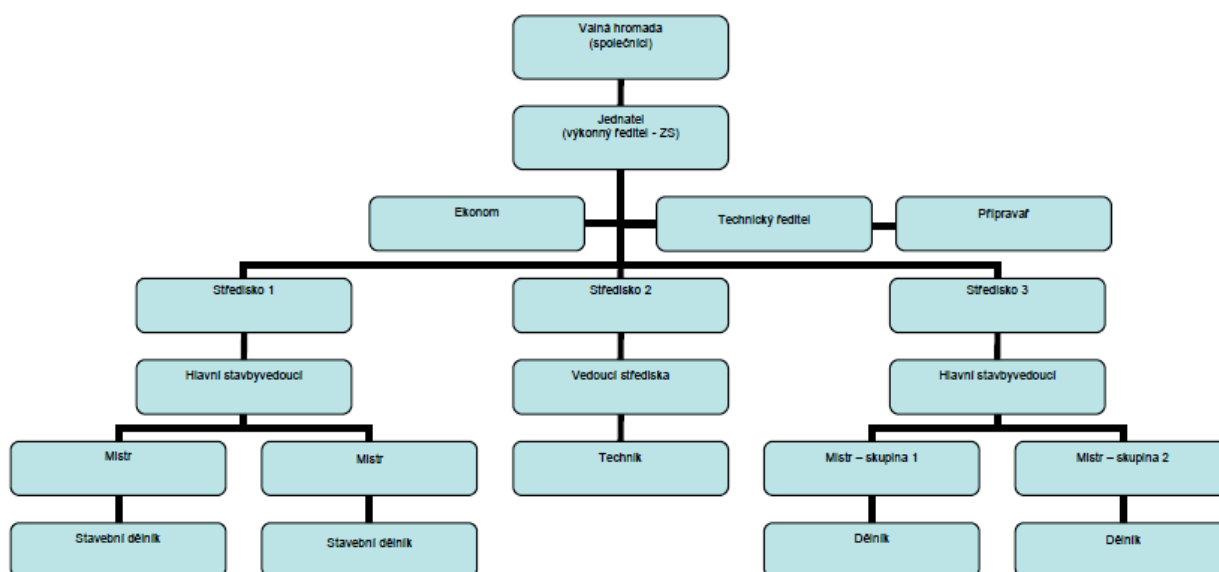 Valná hromada
(společníci)
Jednatel
(výkonný ředitel - ZS)
Ekonom
Technický ředitel
Přípravař
Středisko 1
Středisko 2
Středisko 3
Hlavní stavbyvedoucí
Vedoucí střediska
Hlavní stavbyvedoucí
Mistr
Mistr
Technik
Mistr – skupina 1
Mistr – skupina 2
Stavební dělník
Stavební dělník
Dělník
Dělník